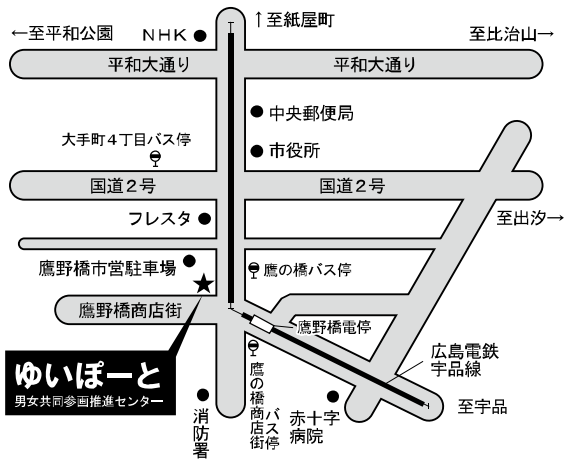 ↑至紙屋町
←至平和公園
NHK
至比治山→
平和大通り
平和大通り
中央郵便局
大手町4丁目バス停
市役所
国道2号
国道2号
フレスタ
至出汐→
鷹野橋市営駐車場
鷹の橋バス停
鷹野橋商店街
鷹野橋電停
広島電鉄
宇品線
ゆいぽーと
男女共同参画推進センター
至宇品
消防署
鷹の橋商店街
バス停
赤十字
病院